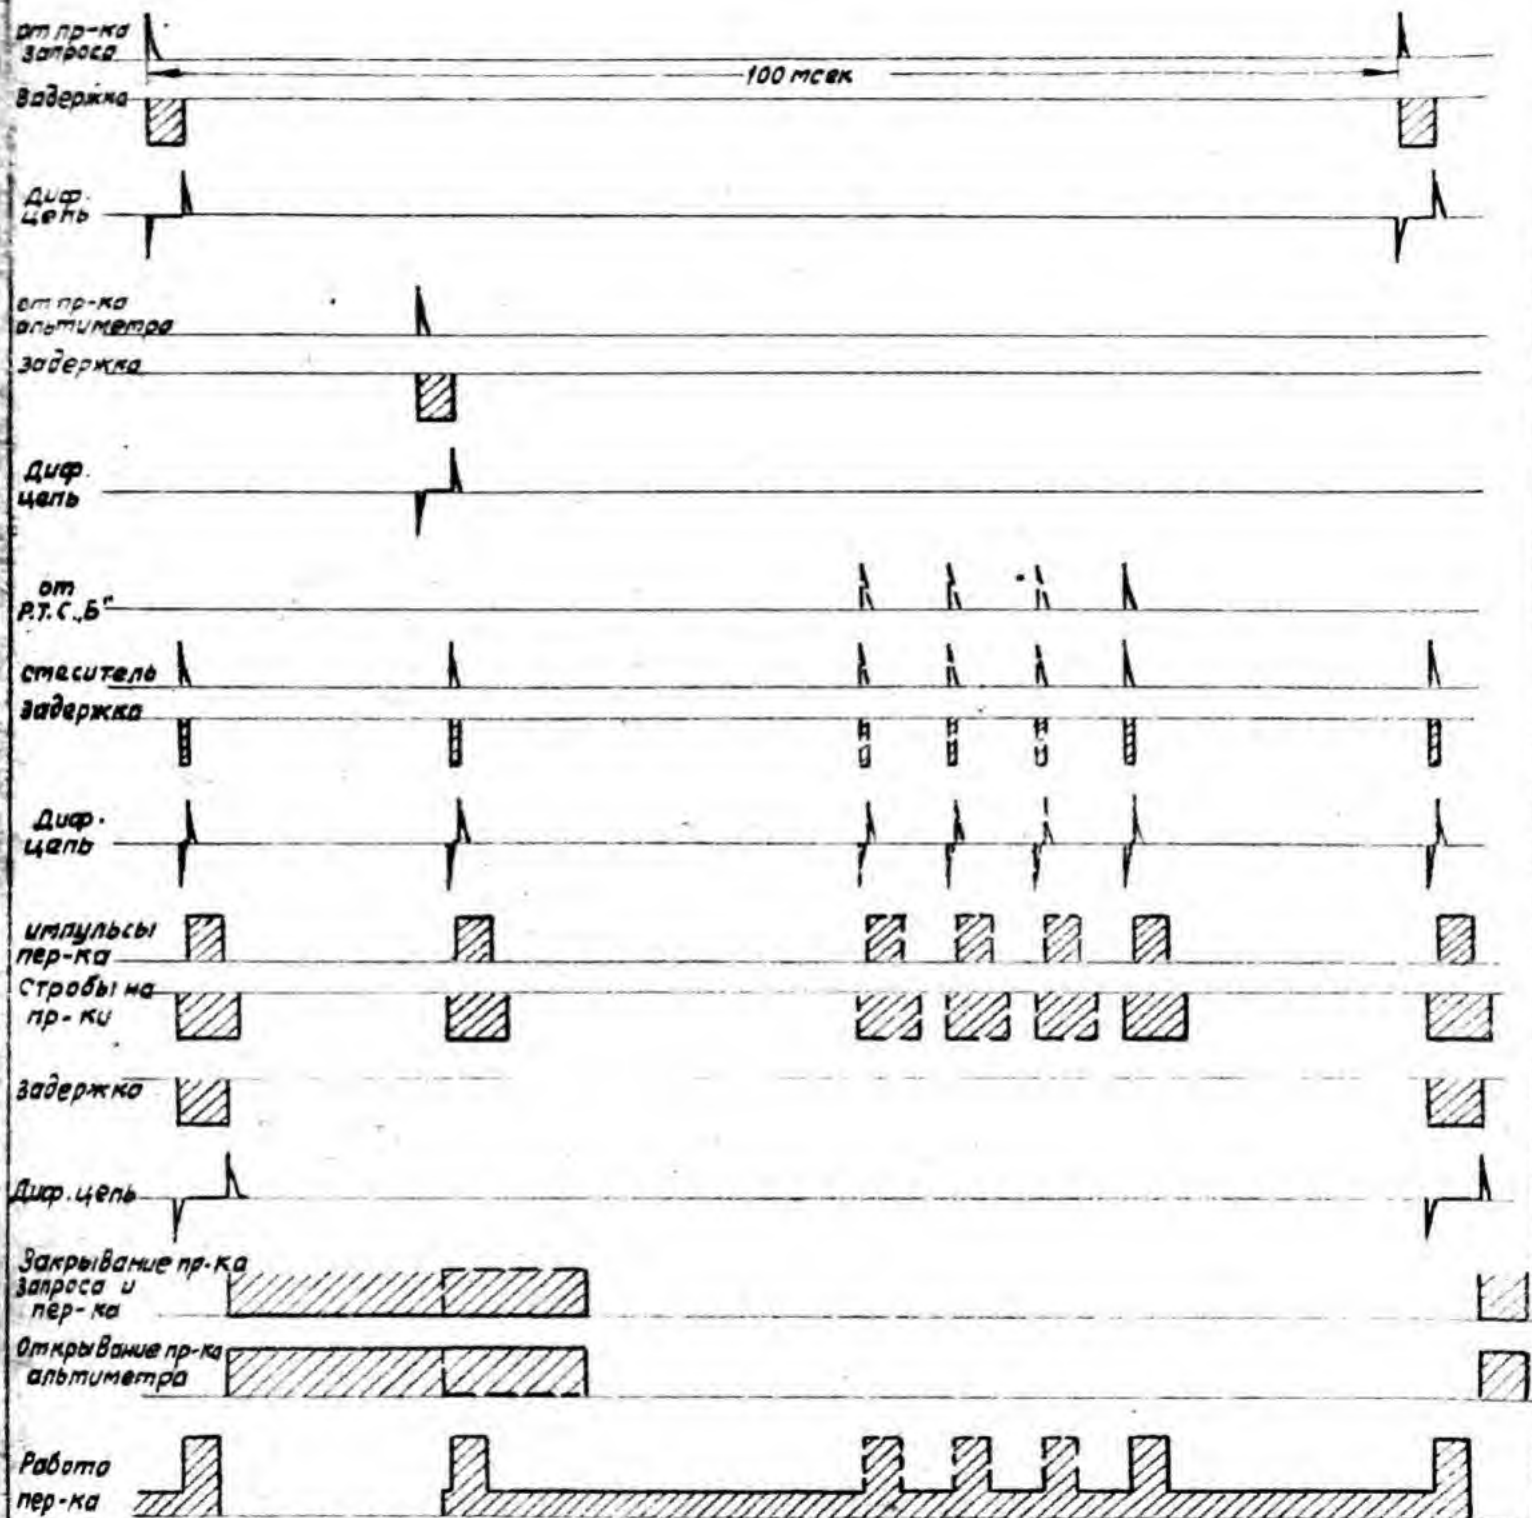 от пр-ка
запроса
100 мсек
Задержка
Диф.
цепь
от пр-ка
альтиметра
Задержка
Диф.
цепь
от
Р.Т.С.„Б"
смеситель
Задержка
Диф.
цепь
импульсы
пер-ка
Стробы на
пр-ки
Задержка
Диф. цепь
Закрывание пр-ка
запроса и
пер-ка
Открывание пр-ка
альтиметра
Работа
пер-ка